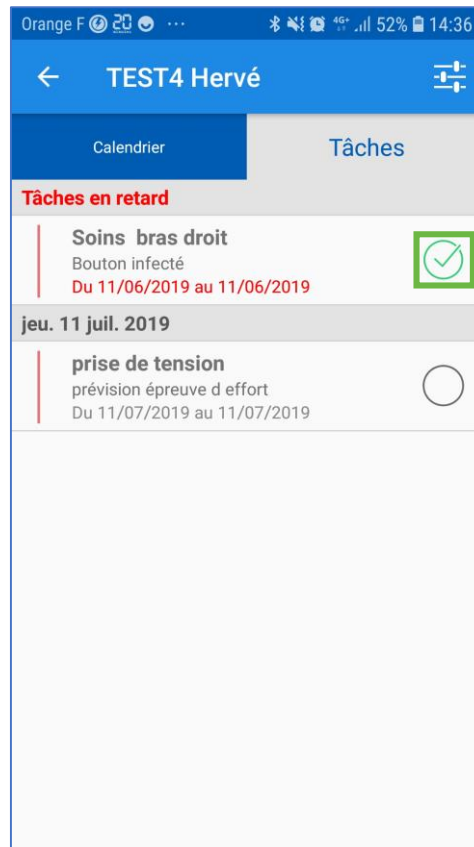 Orange F 20 ... 4G+ 52% 14:36
TEST4 Hervé
Calendrier Tâches
Tâches en retard
Soins bras droit
Bouton infecté
Du 11/06/2019 au 11/06/2019
jeu. 11 juil. 2019
prise de tension
prévision épreuve d effort
Du 11/07/2019 au 11/07/2019